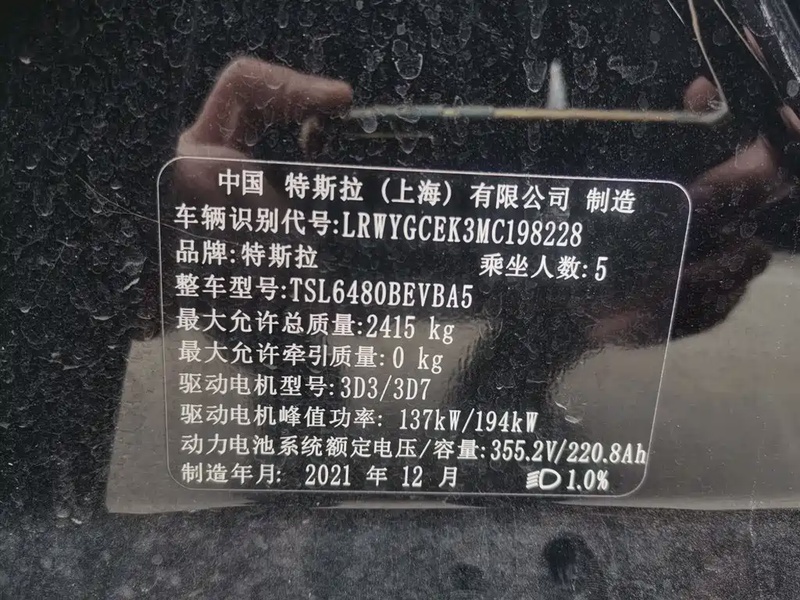 中国 特斯拉（上海）有限公司 制造
车辆识别代号:LRWYGCEK3MC198228
品牌:特斯拉 乘坐人数:5
整车型号:TSL6480BEVBA5
最大允许总质量:2415 kg
最大允许牵引质量:0 kg
驱动电机型号:3D3/3D7
驱动电机峰值功率: 137kW/194kW
动力电池系统额定电压/容量:355.2V/220.8Ah
制造年月: 2021 年 12 月 1.0%